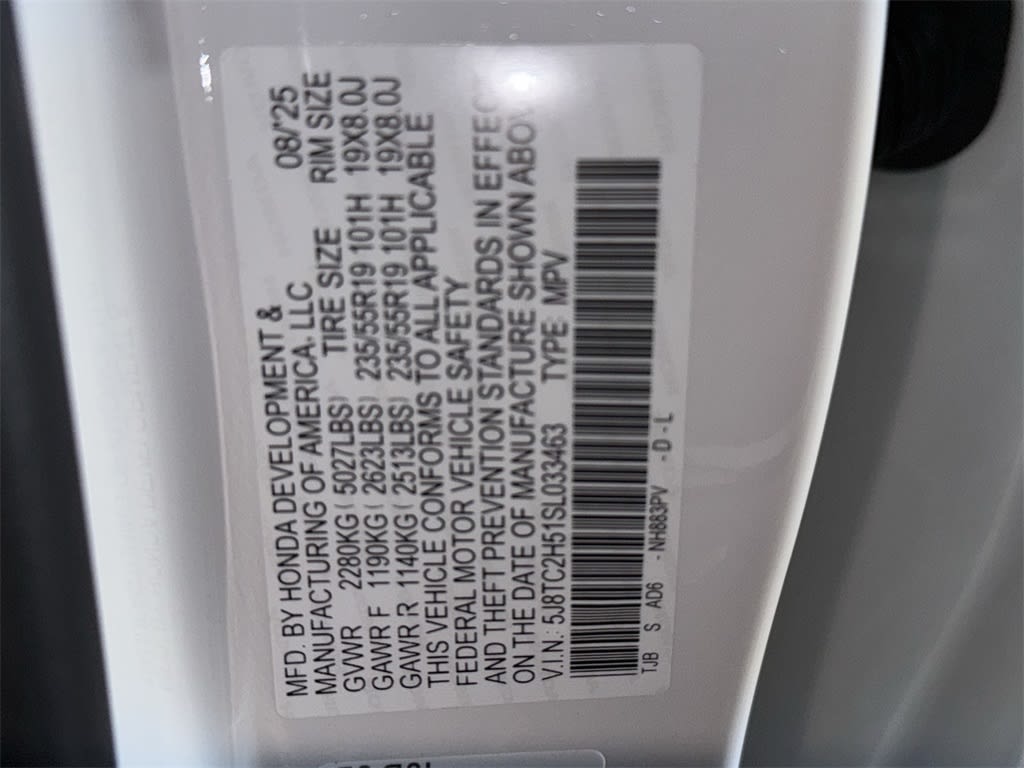 MFD. BY HONDA DEVELOPMENT & 08/'25
MANUFACTURING OF AMERICA, LLC TIRE SIZE RIM SIZE
GVWR 2280KG ( 5027LBS)
GAWR F 1190KG ( 2623LBS) 235/55R19 101H 19X8.0J
GAWR R 1140KG ( 2513LBS) 235/55R19 101H 19X8.0J
THIS VEHICLE CONFORMS TO ALL APPLICABLE
FEDERAL MOTOR VEHICLE SAFETY
AND THEFT PREVENTION STANDARDS IN EFFECT
ON THE DATE OF MANUFACTURE SHOWN ABOV
V.I.N.: 5J8TC2H51SL033463 TYPE: MPV
TJB S AD6 -NH883PV -D-L